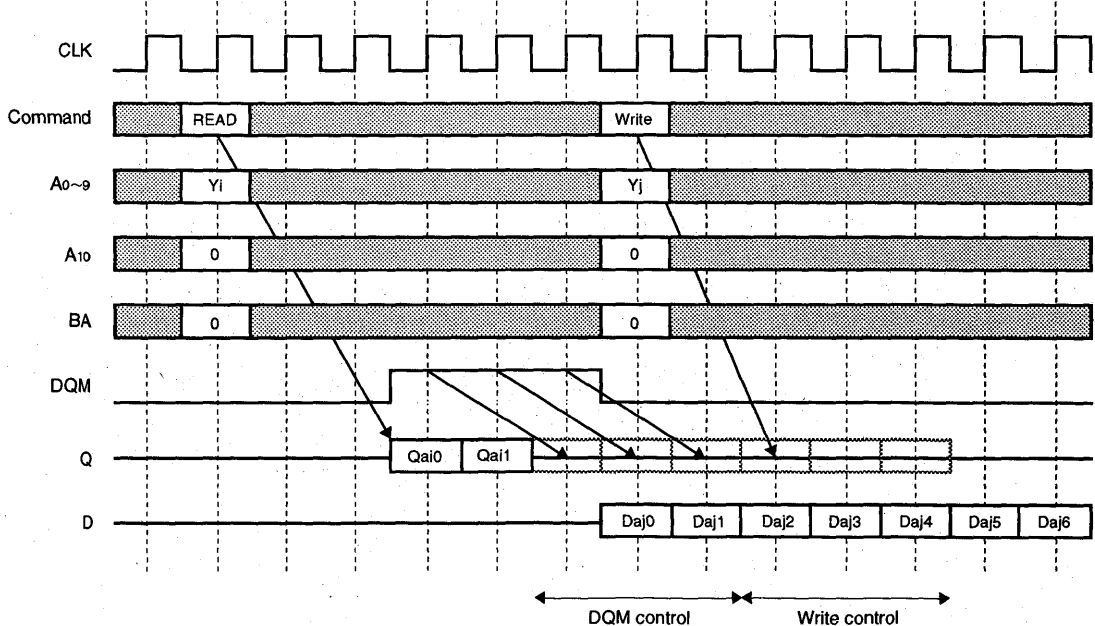 CLK
Command READ Write
A0~9 Yi Yj
A10 0 0
BA 0 0
DQM
Q Qai0 Qai1
D Daj0 Daj1 Daj2 Daj3 Daj4 Daj5 Daj6
DQM control Write control